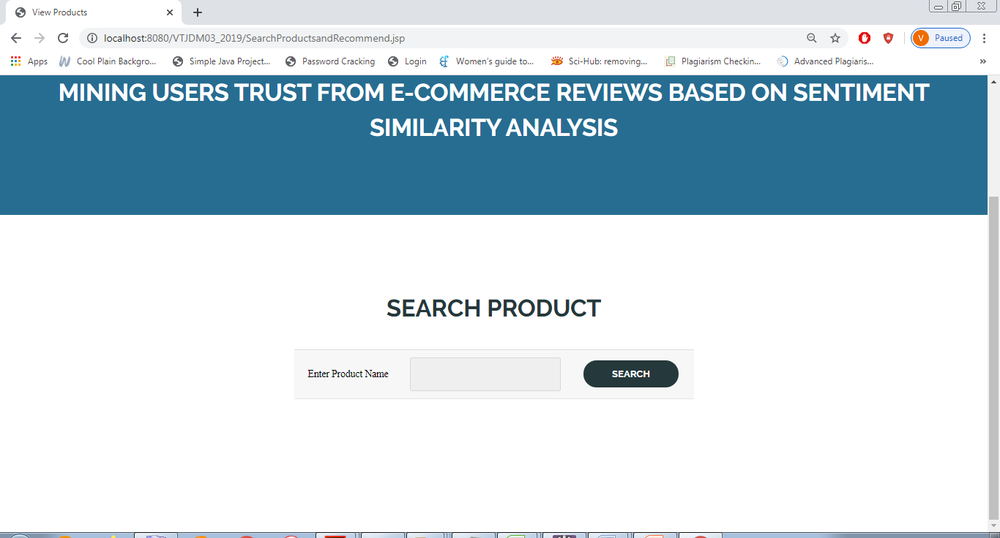 View Products
localhost:8080/VTJDM03_2019/SearchProductsandRecommend.jsp
V Paused
Apps Cool Plain Backgro... Simple Java Project... Password Cracking Login Women's guide to... Sci-Hub: removing... Plagiarism Checkin... Advanced Plagiaris... »
MINING USERS TRUST FROM E-COMMERCE REVIEWS BASED ON SENTIMENT
SIMILARITY ANALYSIS
SEARCH PRODUCT
Enter Product Name SEARCH